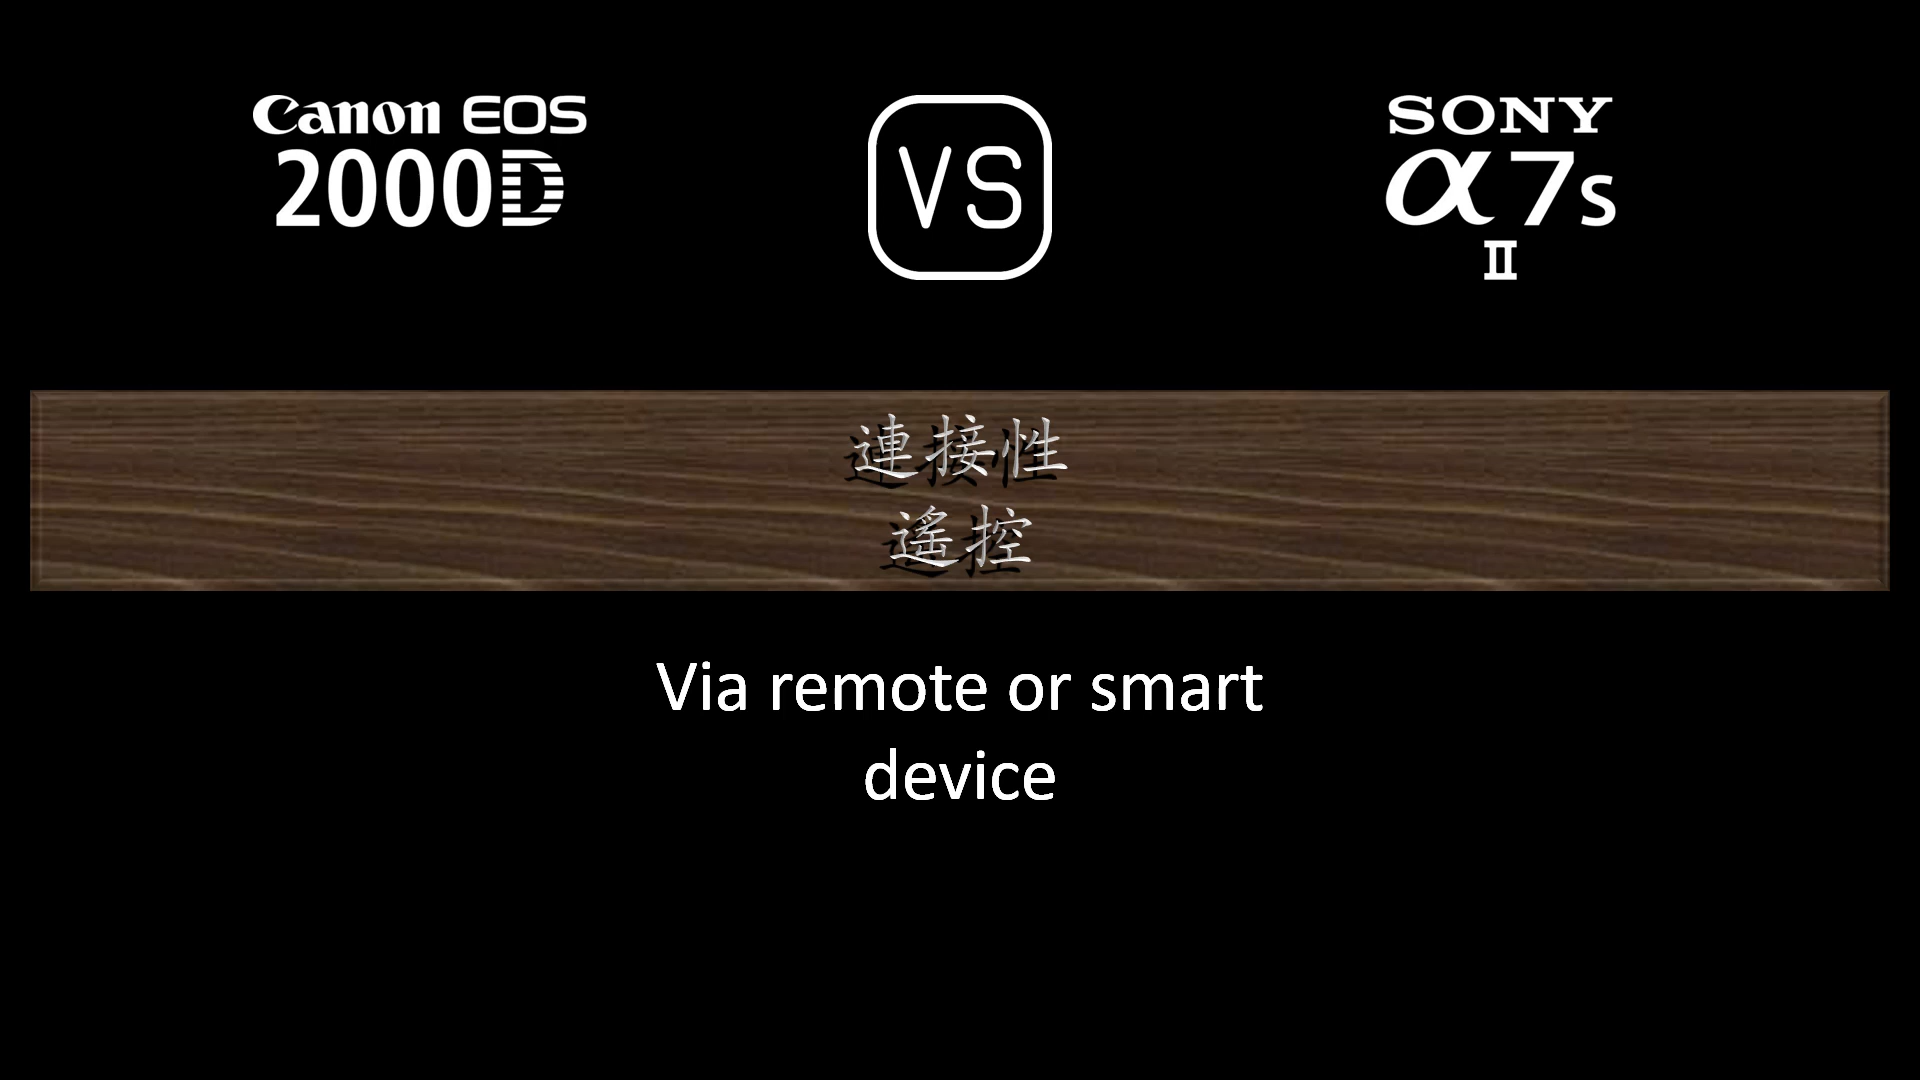 Canon EOS
2000D
VS
SONY
α7s
II
連接性
遙控
Via remote or smart
device